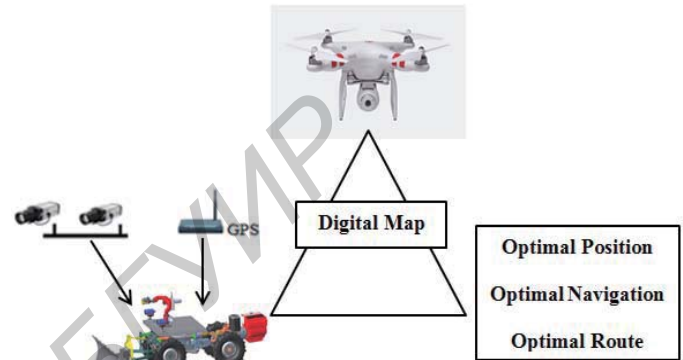 Digital Map
GPS
Optimal Position
Optimal Navigation
Optimal Route
БГУИР